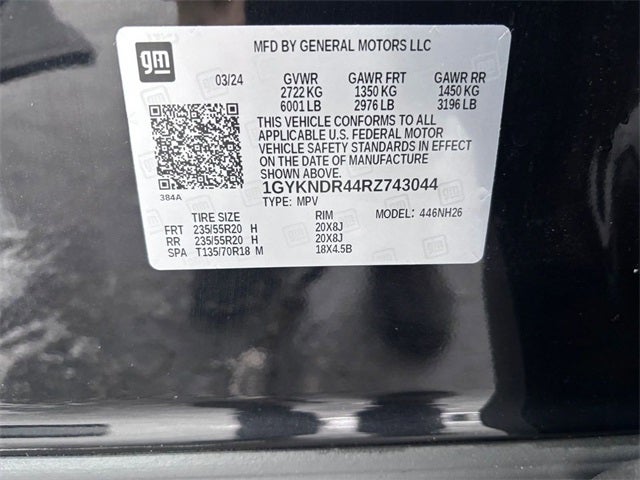 gm
MFD BY GENERAL MOTORS LLC
03/24 GVWR GAWR FRT GAWR RR
2722 KG 1350 KG 1450 KG
6001 LB 2976 LB 3196 LB
THIS VEHICLE CONFORMS TO ALL
APPLICABLE U.S. FEDERAL MOTOR
VEHICLE SAFETY STANDARDS IN EFFECT
ON THE DATE OF MANUFACTURE
SHOWN ABOVE.
384A
1GYKNDR44RZ743044
TYPE: MPV
MODEL: 446NH26
TIRE SIZE RIM
FRT 235/55R20 H 20X8J
RR 235/55R20 H 20X8J
SPA T135/70R18 M 18X4.5B